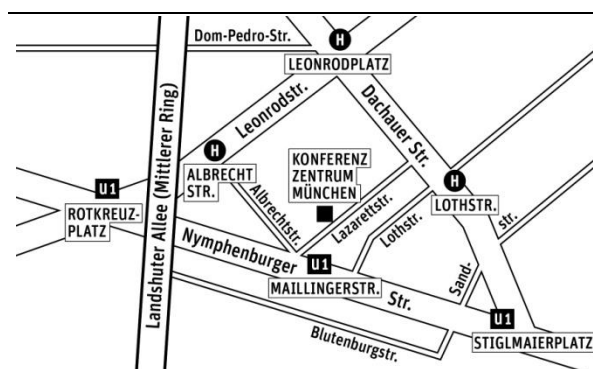 Dom-Pedro-Str.
H
LEONRODPLATZ
Landshuter Allee (Mittlerer Ring)
Leonrodstr.
Dachauer Str.
H
ALBRECHT
STR.
KONFERENZ
ZENTRUM
MÜNCHEN
H
LOTHSTR.
U1
ROTKREUZ-
PLATZ
Albrechtstr.
Lazarettstr.
Lothstr.
Sand-
str.
Nymphenburger
Str.
U1
MAILLINGERSTR.
U1
STIGLMAIERPLATZ
Blutenburgstr.